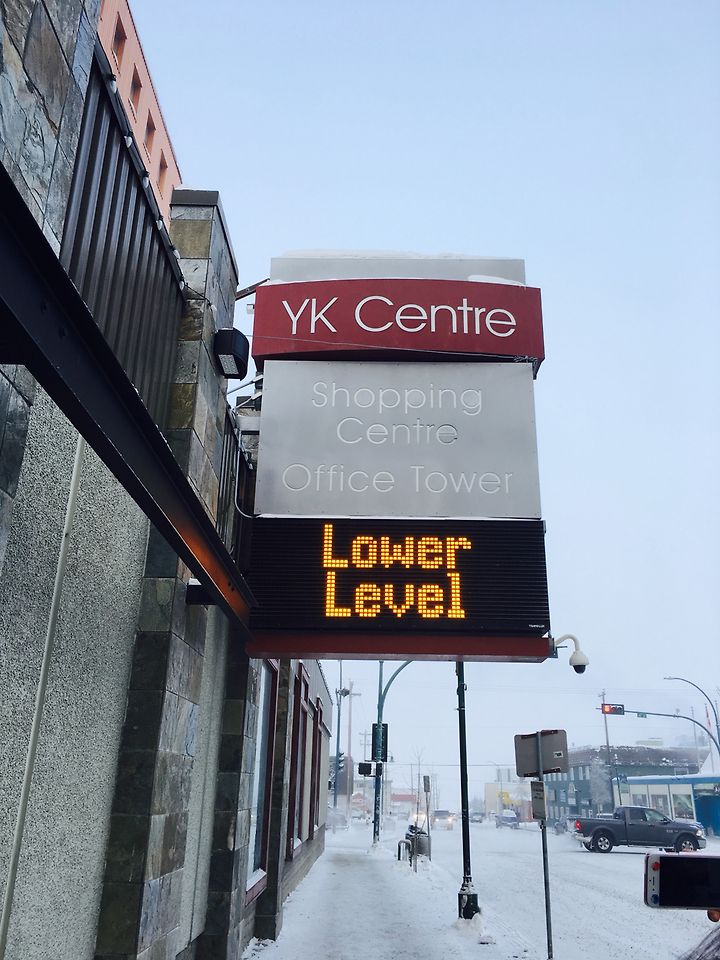 YK Centre
Shopping
Centre
Office Tower
Lower
Level